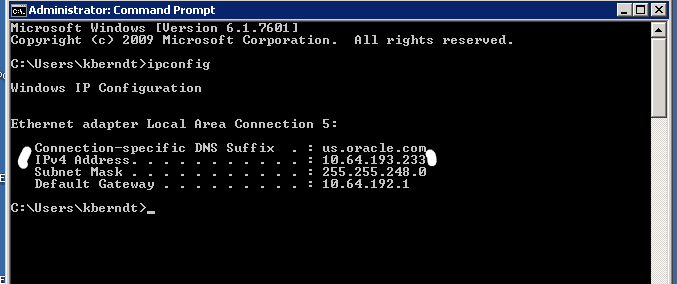 Administrator: Command Prompt
Microsoft Windows [Version 6.1.7601]
Copyright (c) 2009 Microsoft Corporation.  All rights reserved.
C:\Users\kberndt>ipconfig
Windows IP Configuration
Ethernet adapter Local Area Connection 5:
Connection-specific DNS Suffix  . : us.oracle.com
IPv4 Address. . . . . . . . . . . : 10.64.193.233
Subnet Mask . . . . . . . . . . . : 255.255.248.0
Default Gateway . . . . . . . . . : 10.64.192.1
C:\Users\kberndt>_